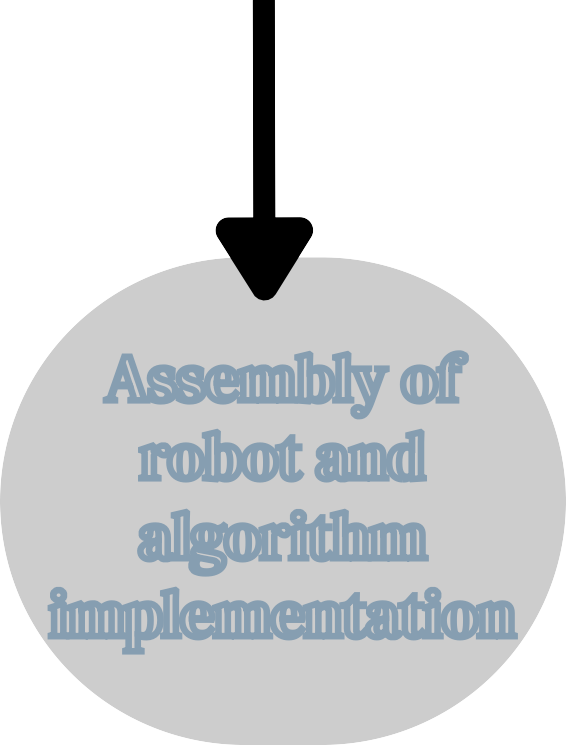 Assembly of
robot and
algorithm
implementation